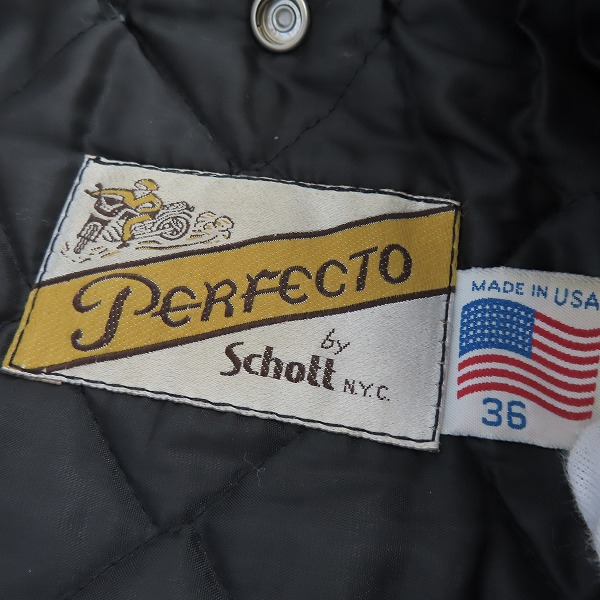 PERFECTO
by
Schott N.Y.C.
MADE IN USA
36